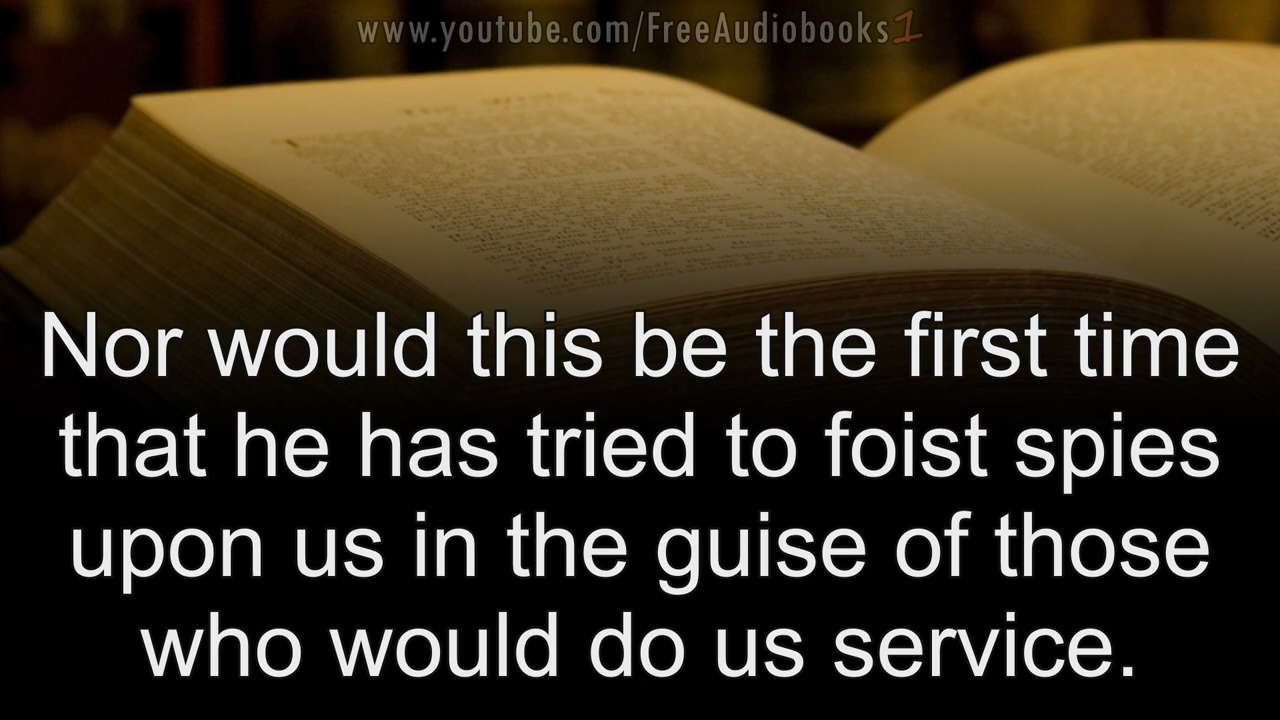 www.youtube.com/FreeAudiobooks1
Nor would this be the first time
that he has tried to foist spies
upon us in the guise of those
who would do us service.